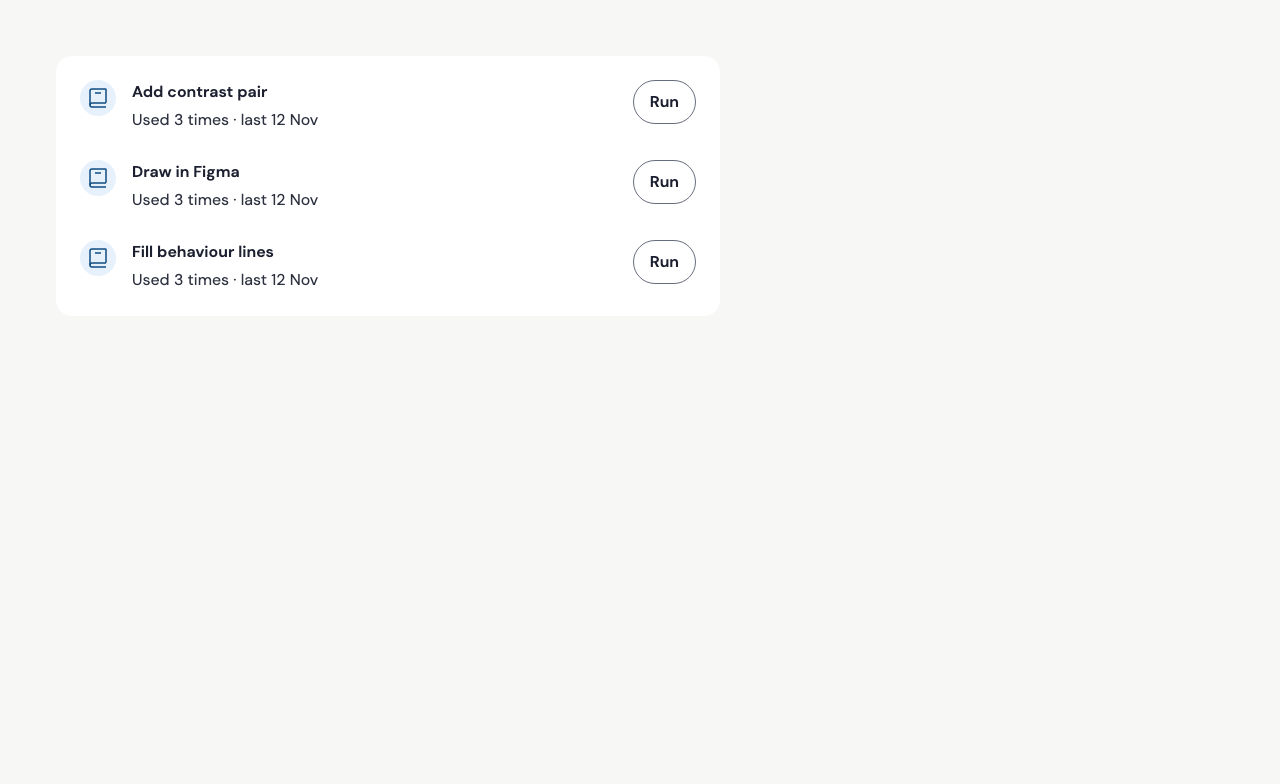 Add contrast pair
Used 3 times · last 12 Nov
Run
Draw in Figma
Used 3 times · last 12 Nov
Run
Fill behaviour lines
Used 3 times · last 12 Nov
Run